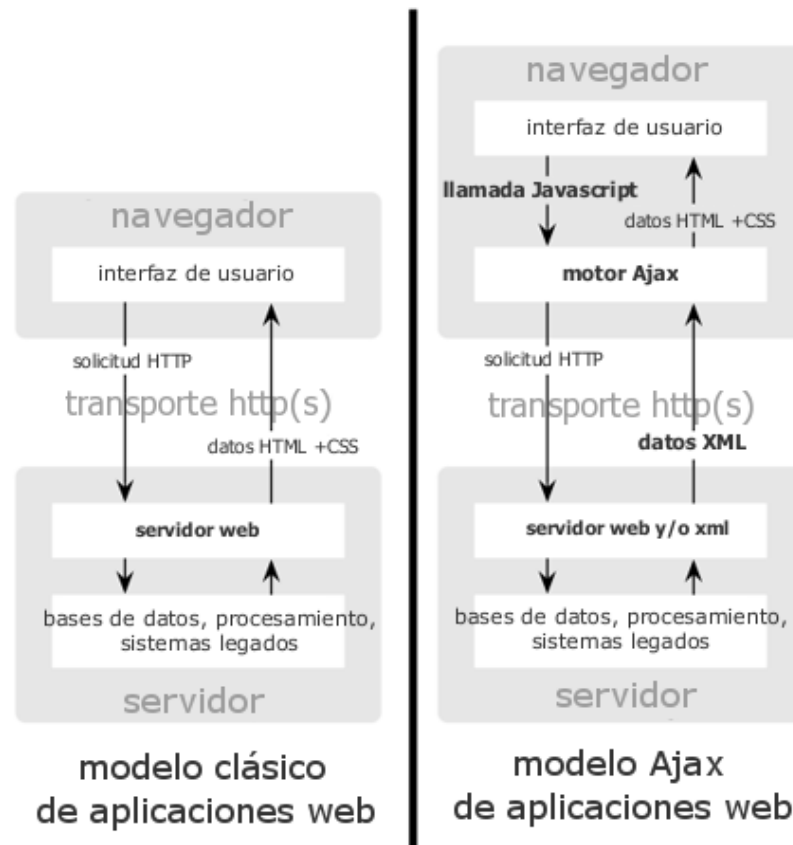 navegador
interfaz de usuario
solicitud HTTP
transporte http(s)
datos HTML +CSS
servidor web
bases de datos, procesamiento,
sistemas legados
servidor
modelo clásico
de aplicaciones web
navegador
interfaz de usuario
llamada Javascript
datos HTML +CSS
motor Ajax
solicitud HTTP
transporte http(s)
datos XML
servidor web y/o xml
bases de datos, procesamiento,
sistemas legados
servidor
modelo Ajax
de aplicaciones web